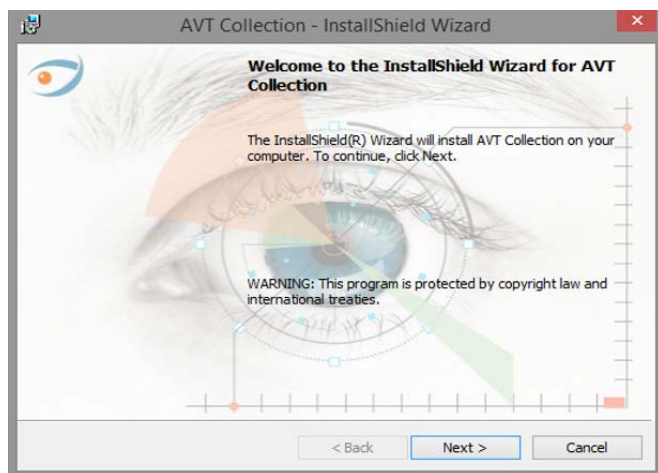 AVT Collection - InstallShield Wizard
Welcome to the InstallShield Wizard for AVT
Collection
The InstallShield(R) Wizard will install AVT Collection on your
computer. To continue, click Next.
WARNING: This program is protected by copyright law and
international treaties.
< Back
Next >
Cancel